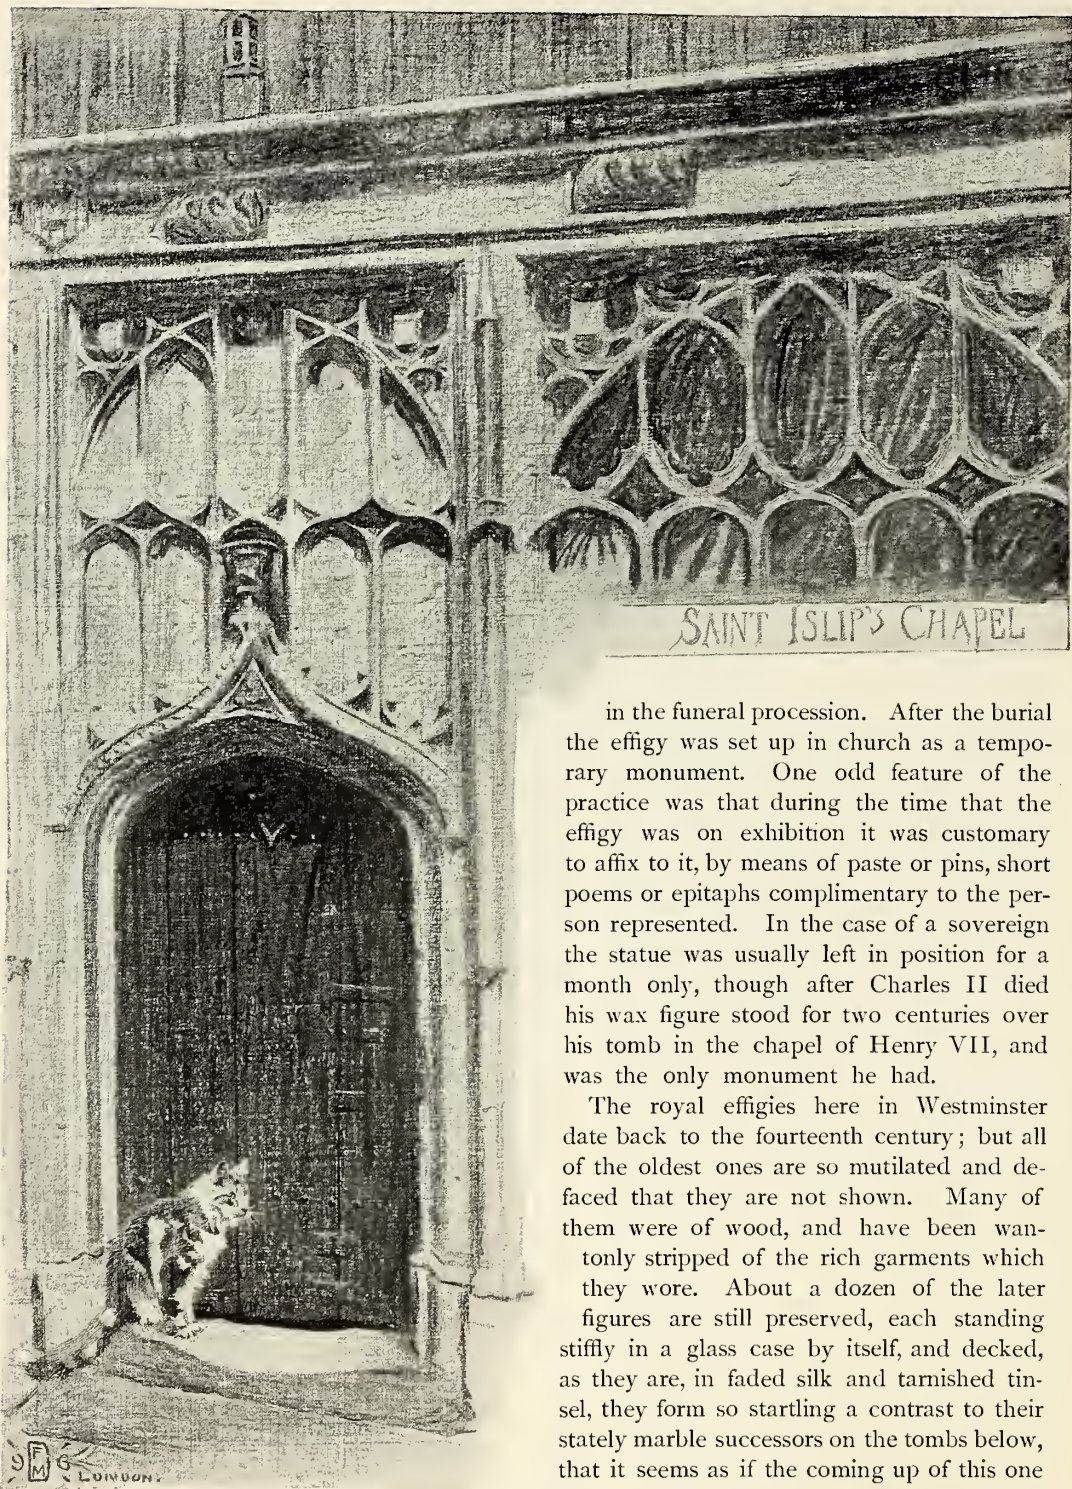 SAINT ISLIP'S CHAPEL
in the funeral procession. After the burial
the effigy was set up in church as a tempo-
rary monument. One odd feature of the
practice was that during the time that the
effigy was on exhibition it was customary
to affix to it, by means of paste or pins, short
poems or epitaphs complimentary to the per-
son represented. In the case of a sovereign
the statue was usually left in position for a
month only, though after Charles II died
his wax figure stood for two centuries over
his tomb in the chapel of Henry VII, and
was the only monument he had.
The royal effigies here in Westminster
date back to the fourteenth century; but all
of the oldest ones are so mutilated and de-
faced that they are not shown. Many of
them were of wood, and have been wan-
tonly stripped of the rich garments which
they wore. About a dozen of the later
figures are still preserved, each standing
stiffly in a glass case by itself, and decked,
as they are, in faded silk and tarnished tin-
sel, they form so startling a contrast to their
stately marble successors on the tombs below,
that it seems as if the coming up of this one
9 FM 6
LONDON.